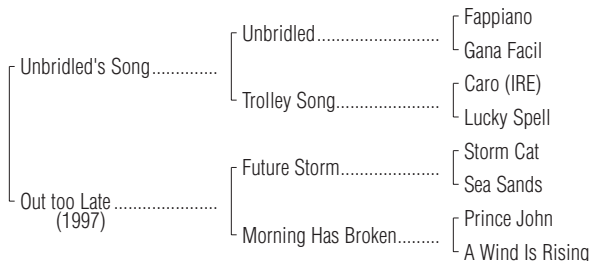 Fappiano
Unbridled........................
Gana Facil
Unbridled's Song.............
Caro (IRE)
Trolley Song....................
Lucky Spell
Storm Cat
Future Storm...................
Sea Sands
Out too Late....................
(1997)
Prince John
Morning Has Broken........
A Wind Is Rising